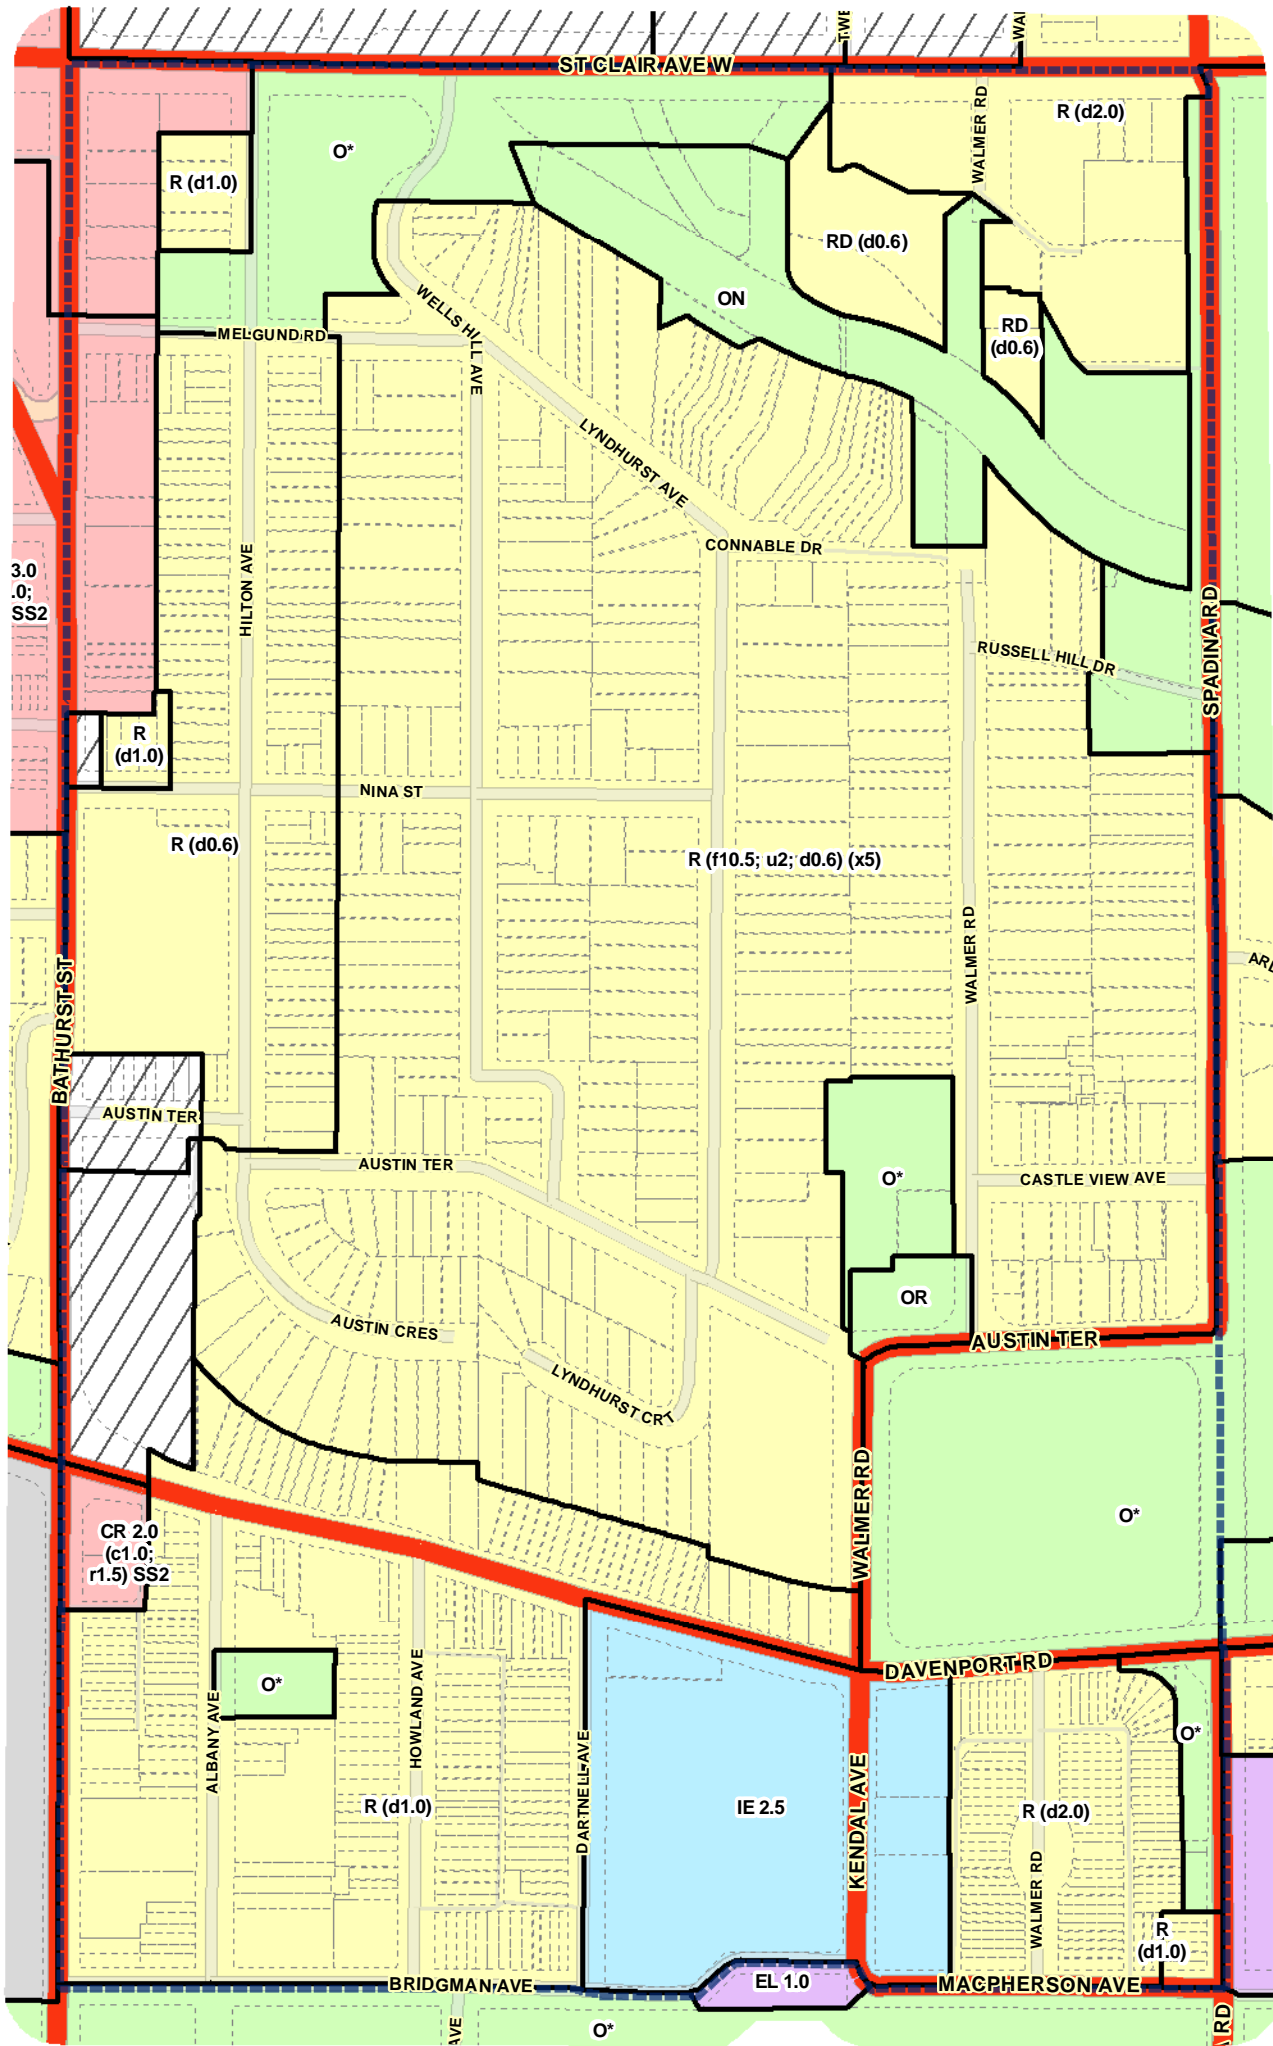 TWE
WAL
ST CLAIR AVE W
WALMER RD
R (d2.0)
O*
R (d1.0)
RD (d0.6)
ON
WELLS HILL AVE
MELGUND RD
RD
(d0.6)
LYNDHURST AVE
CONNABLE DR
HILTON AVE
3.0
.0;
SS2
SPADINA RD
RUSSELL HILL DR
R
(d1.0)
NINA ST
R (d0.6)
R (f10.5; u2; d0.6) (x5)
WALMER RD
ARL
BATHURST ST
AUSTIN TER
AUSTIN TER
O*
CASTLE VIEW AVE
OR
AUSTIN CRES
AUSTIN TER
LYNDHURST CRT
WALMER RD
O*
CR 2.0
(c1.0;
r1.5) SS2
DAVENPORT RD
O*
ALBANY AVE
HOWLAND AVE
DARTNELL AVE
O*
R (d1.0)
IE 2.5
KENDAL AVE
R (d2.0)
WALMER RD
R
(d1.0)
BRIDGMAN AVE
EL 1.0
MACPHERSON AVE
AVE
O*
RD